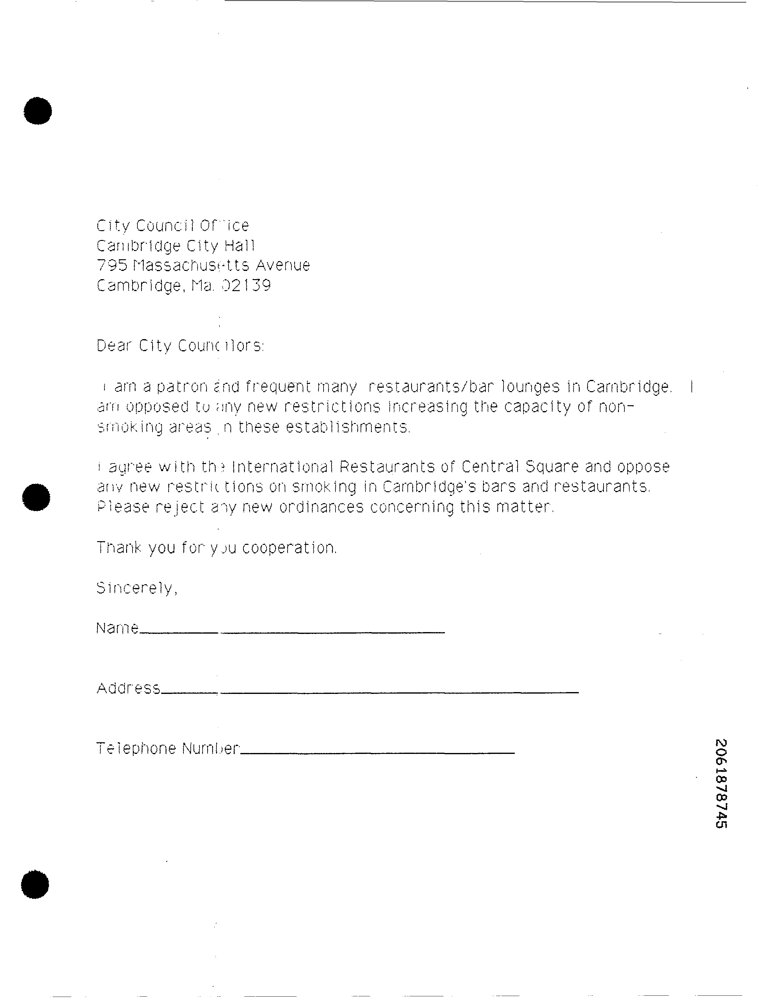 City Council Office
Cambridge City Hall
795 Massachusetts Avenue
Cambridge, Ma. 02139
Dear City Councilors:
I am a patron and frequent many restaurants/bar lounges in Cambridge. I
am opposed to any new restrictions increasing the capacity of non-
smoking areas in these establishments.
I agree with the International Restaurants of Central Square and oppose
any new restrictions on smoking in Cambridge's bars and restaurants.
Please reject any new ordinances concerning this matter.
Thank you for you cooperation.
Sincerely,
Name
Address
Telephone Number
2061878745